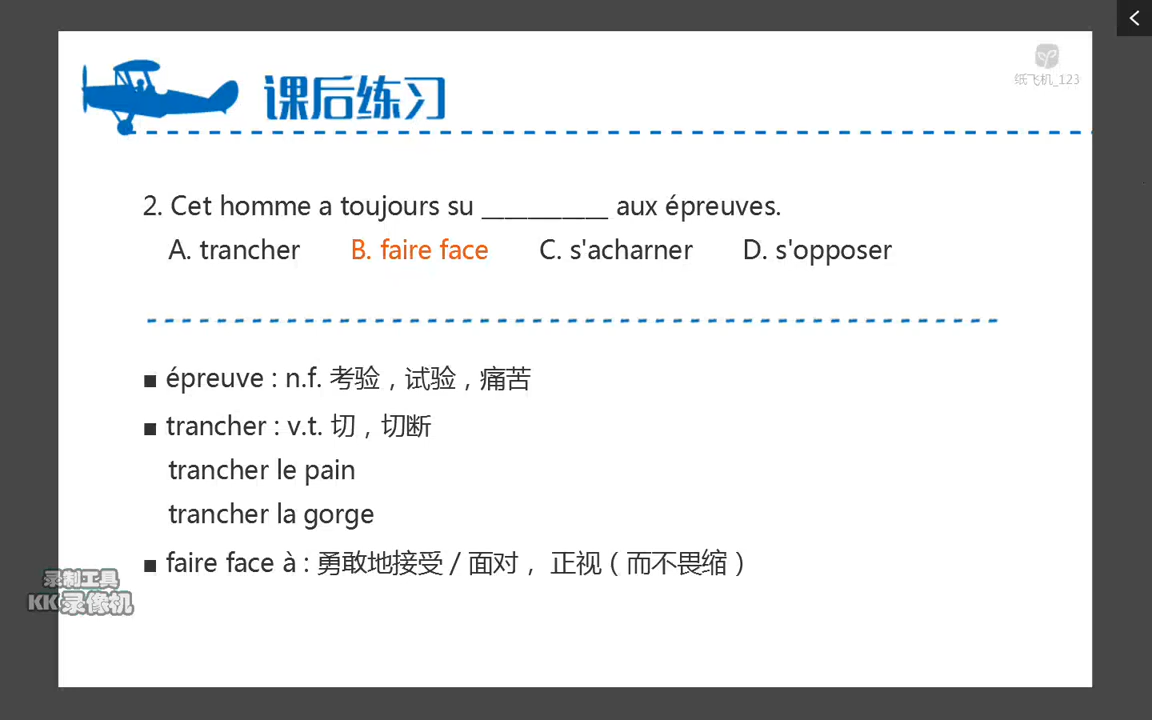 纸飞机_123
课后练习
2. Cet homme a toujours su __________ aux épreuves.
A. trancher B. faire face C. s'acharner D. s'opposer
■ épreuve : n.f. 考验，试验，痛苦
■ trancher : v.t. 切，切断
trancher le pain
trancher la gorge
■ faire face à : 勇敢地接受 / 面对， 正视（而不畏缩）
录制工具
KK录像机